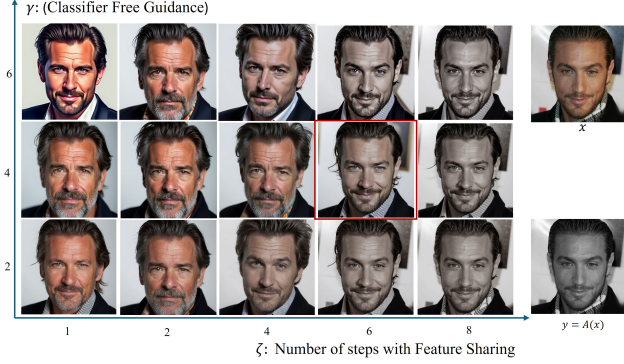 γ: (Classifier Free Guidance)
6
x
4
2
y = A(x)
1 2 4 6 8
ζ: Number of steps with Feature Sharing